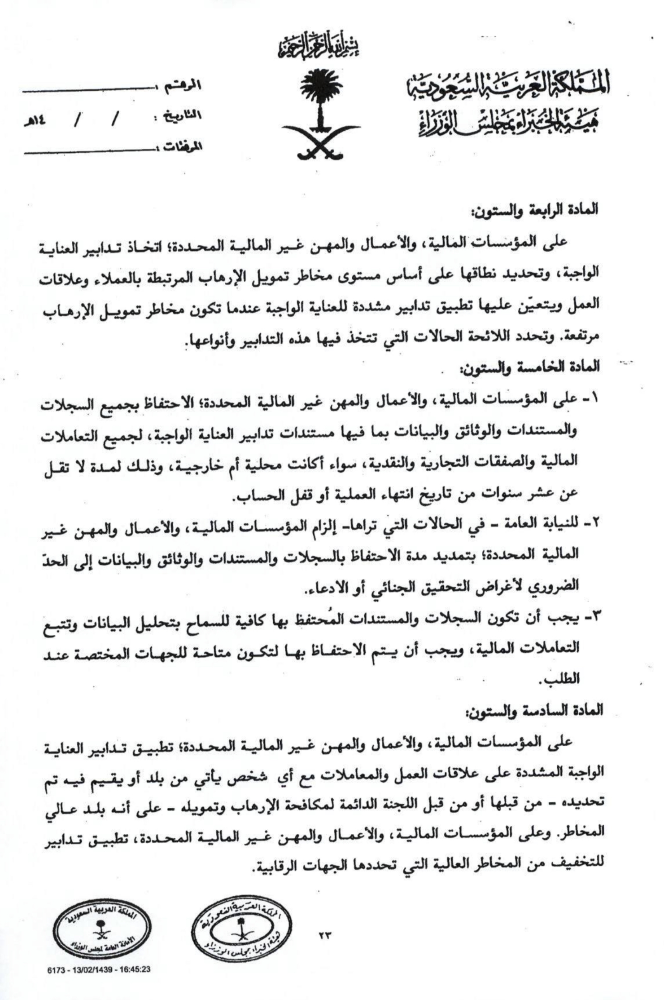 بسم الله الرحمن الرحيم
المملكة العربية السعودية
هيئة الخبراء بمجلس الوزراء
الرقم :
التاريخ : / / ١٤هـ
المرفقات :
المادة الرابعة والستون:
على المؤسسات المالية، والأعمال والمهن غير المالية المحددة؛ اتخاذ تدابير العناية
الواجبة، وتحديد نطاقها على أساس مستوى مخاطر تمويل الإرهاب المرتبطة بالعملاء وعلاقات
العمل ويتعيّن عليها تطبيق تدابير مشددة للعناية الواجبة عندما تكون مخاطر تمويل الإرهاب
مرتفعة. وتحدد اللائحة الحالات التي تتخذ فيها هذه التدابير وأنواعها.
المادة الخامسة والستون:
١- على المؤسسات المالية، والأعمال والمهن غير المالية المحددة؛ الاحتفاظ بجميع السجلات
والمستندات والوثائق والبيانات بما فيها مستندات تدابير العناية الواجبة، لجميع التعاملات
المالية والصفقات التجارية والنقدية، سواء أكانت محلية أم خارجية، وذلك لمدة لا تقل
عن عشر سنوات من تاريخ انتهاء العملية أو قفل الحساب.
٢- للنيابة العامة - في الحالات التي تراها- إلزام المؤسسات المالية، والأعمال والمهن غير
المالية المحددة؛ بتمديد مدة الاحتفاظ بالسجلات والمستندات والوثائق والبيانات إلى الحدّ
الضروري لأغراض التحقيق الجنائي أو الادعاء.
٣- يجب أن تكون السجلات والمستندات المُحتفظ بها كافية للسماح بتحليل البيانات وتتبع
التعاملات المالية، ويجب أن يتم الاحتفاظ بها لتكون متاحة للجهات المختصة عند
الطلب.
المادة السادسة والستون:
على المؤسسات المالية، والأعمال والمهن غير المالية المحددة؛ تطبيق تدابير العناية
الواجبة المشددة على علاقات العمل والمعاملات مع أي شخص يأتي من بلد أو يقيم فيه تم
تحديده - من قبلها أو من قبل اللجنة الدائمة لمكافحة الإرهاب وتمويله - على أنه بلد عالي
المخاطر. وعلى المؤسسات المالية، والأعمال والمهن غير المالية المحددة، تطبيق تدابير
للتخفيف من المخاطر العالية التي تحددها الجهات الرقابية.
٢٣
المملكة العربية السعودية
هيئة الخبراء بمجلس الوزراء
المملكة العربية السعودية
الأمانة العامة لمجلس الوزراء
6173 - 13/02/1439 - 16:45:23